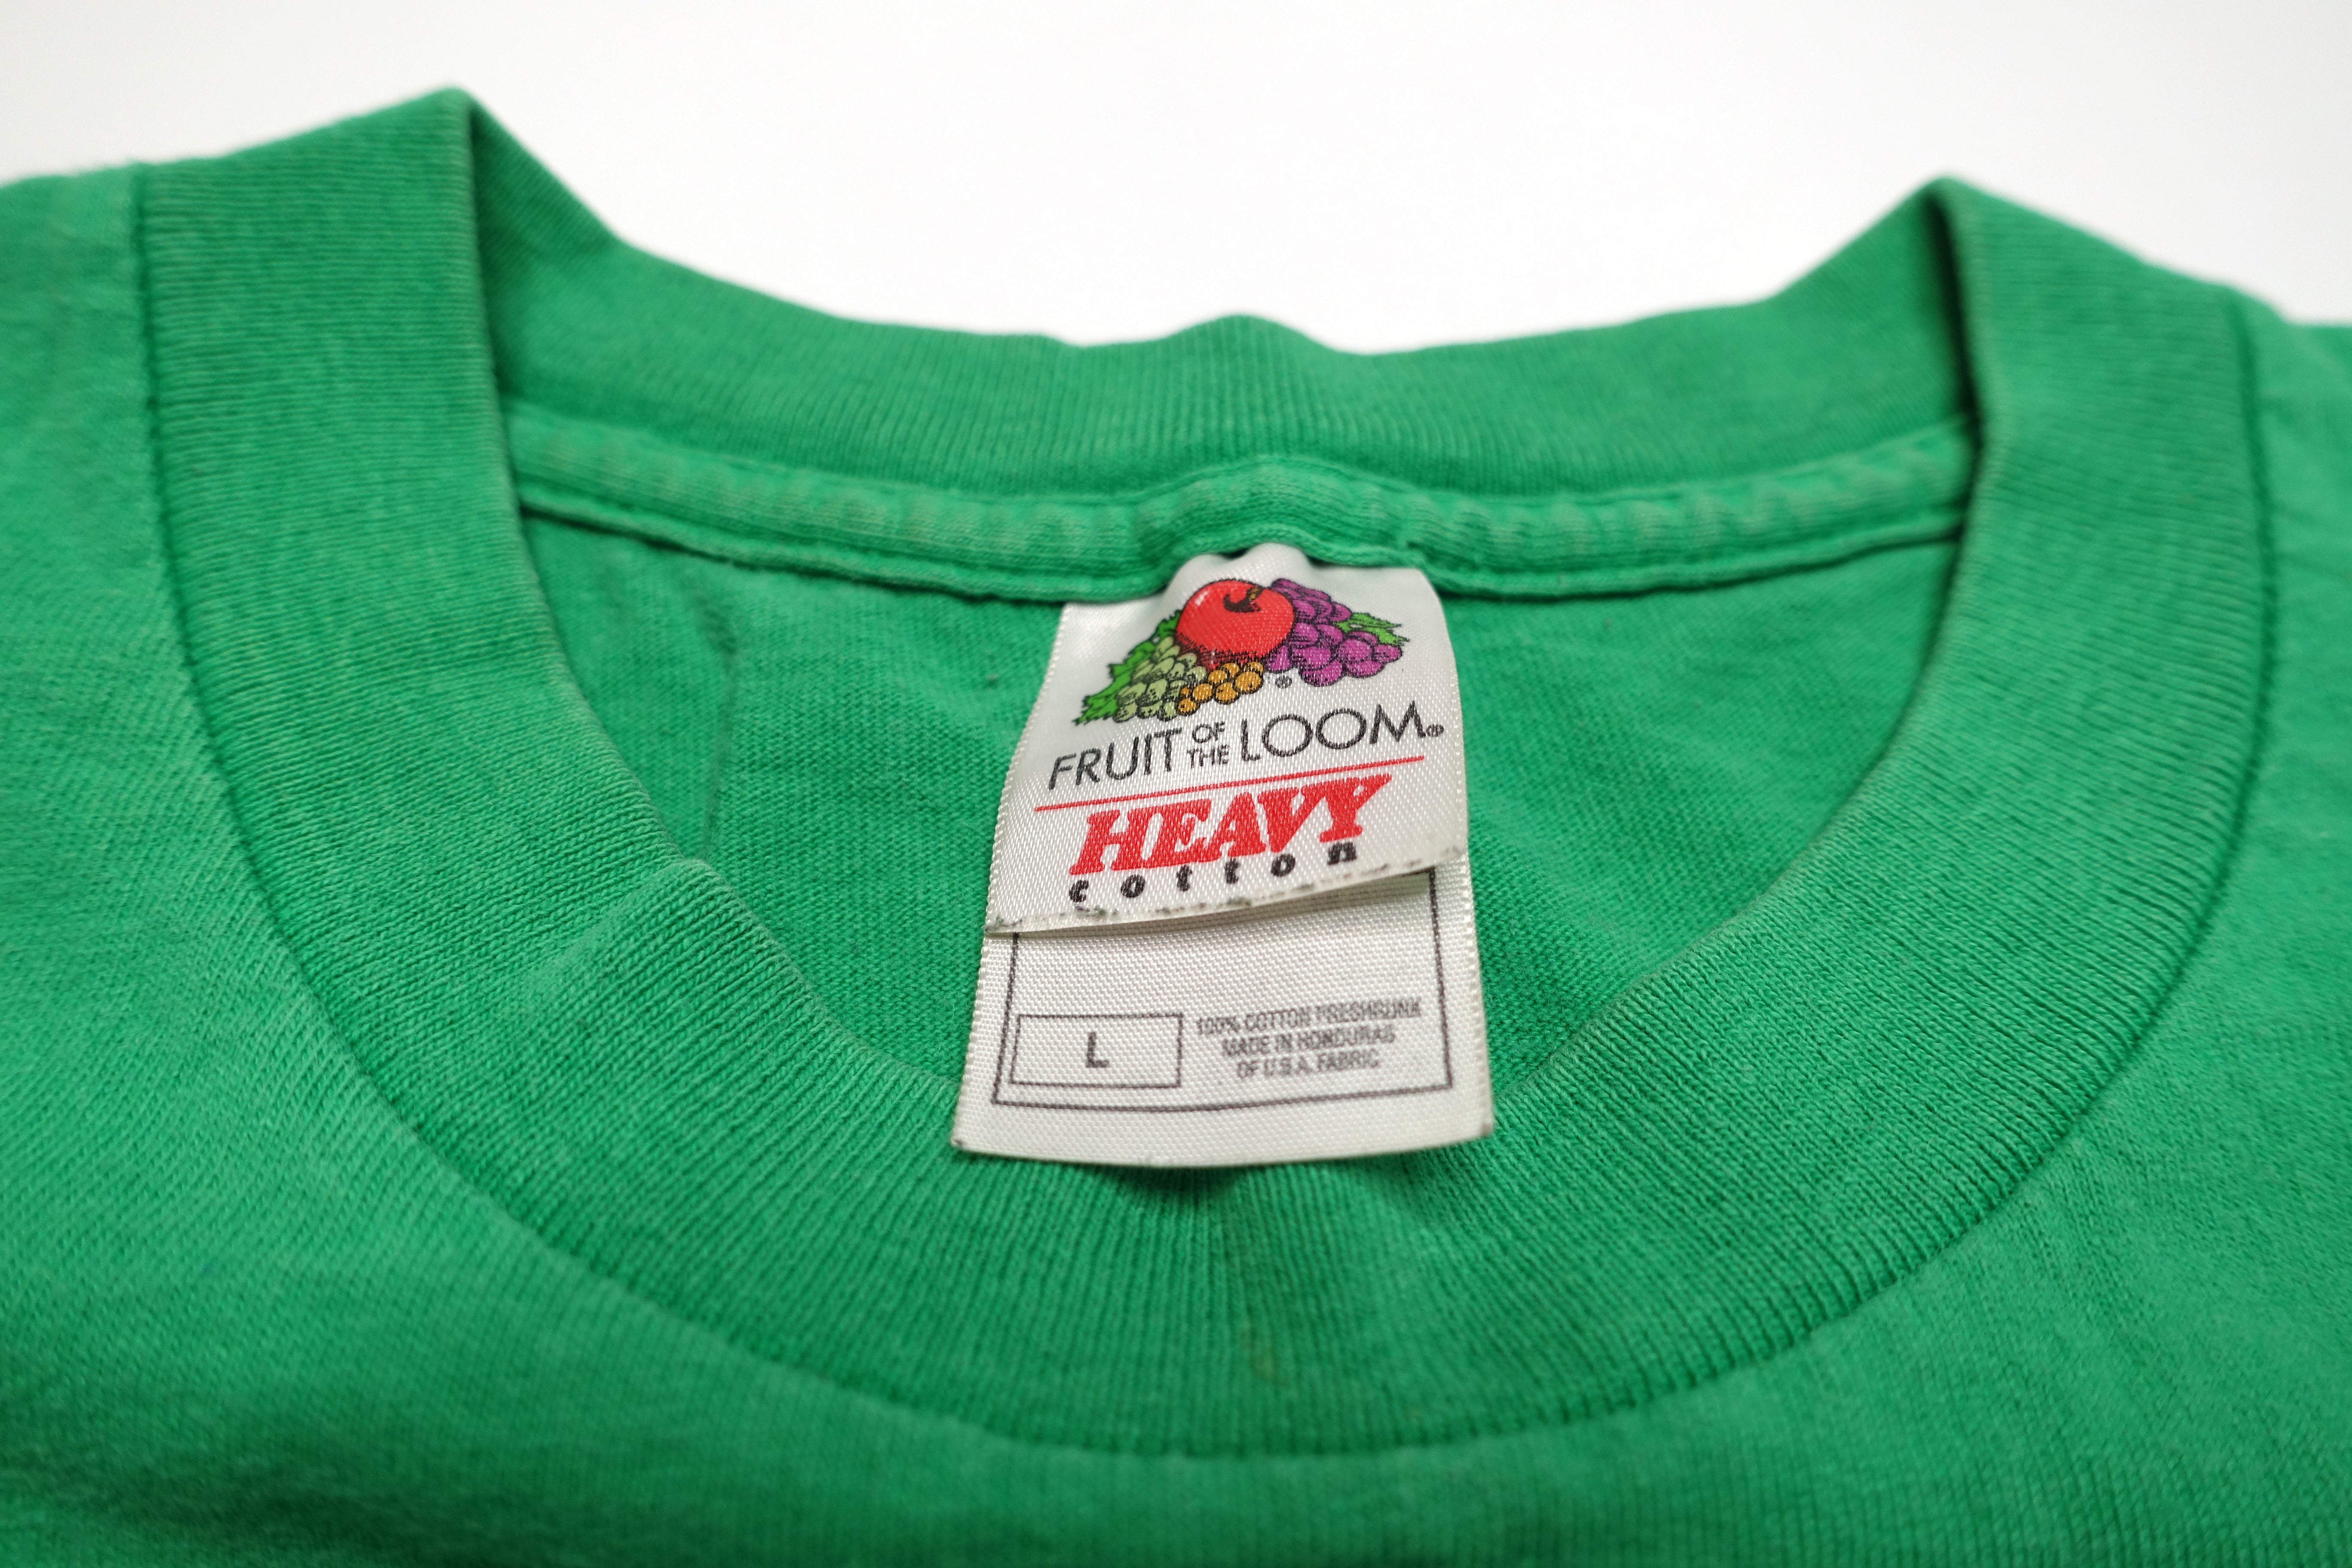 ®
FRUIT OF THE LOOM®
HEAVY
cotton
L
100% COTTON PRESHRUNK
MADE IN HONDURAS
OF U.S.A. FABRIC